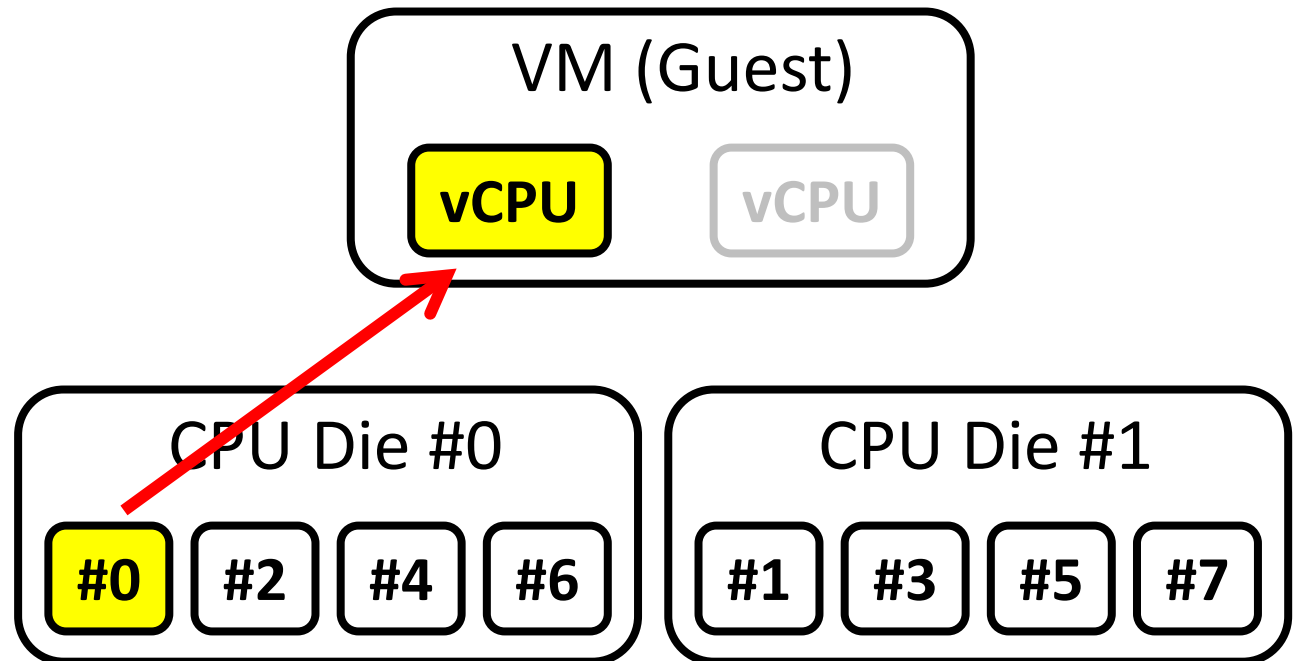 VM (Guest)
vCPU vCPU
CPU Die #0
#0 #2 #4 #6
CPU Die #1
#1 #3 #5 #7